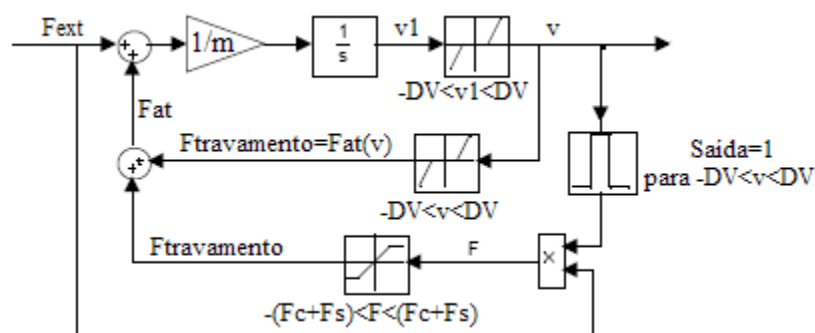 Fext
1/m
1
s
v1
v
-DV<v1<DV
Fat
Ftravamento=Fat(v)
-DV<v<DV
Saída=1
para -DV<v<DV
Ftravamento
F
×
-(Fc+Fs)<F<(Fc+Fs)